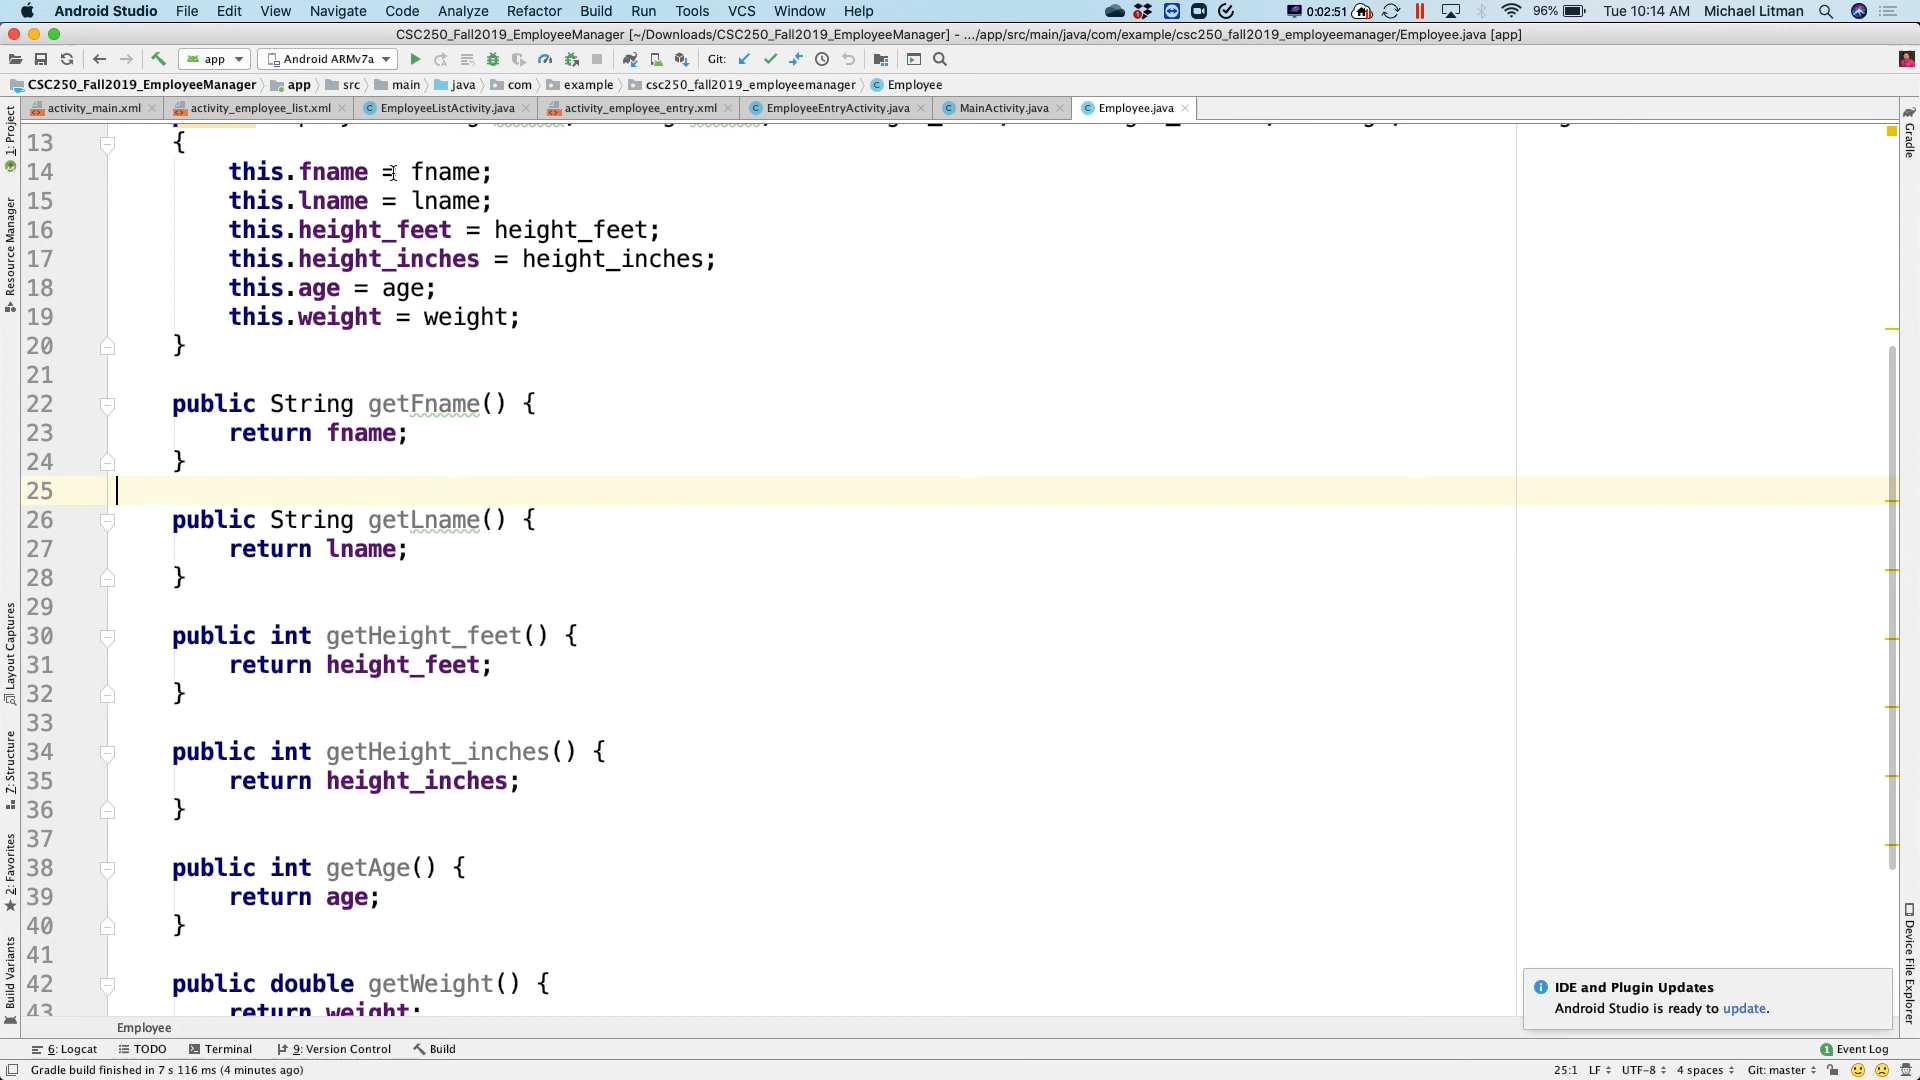 Android Studio File Edit View Navigate Code Analyze Refactor Build Run Tools VCS Window Help 0:02:51 96% Tue 10:14 AM Michael Litman
CSC250_Fall2019_EmployeeManager [~/Downloads/CSC250_Fall2019_EmployeeManager] - .../app/src/main/java/com/example/csc250_fall2019_employeemanager/Employee.java [app]
app Android ARMv7a Git:
CSC250_Fall2019_EmployeeManager app src main java com example csc250_fall2019_employeemanager Employee
activity_main.xml activity_employee_list.xml EmployeeListActivity.java activity_employee_entry.xml EmployeeEntryActivity.java MainActivity.java Employee.java
1: Project
Resource Manager
Layout Captures
Z: Structure
2: Favorites
Build Variants
13 {
14 this.fname = fname;
15 this.lname = lname;
16 this.height_feet = height_feet;
17 this.height_inches = height_inches;
18 this.age = age;
19 this.weight = weight;
20 }
21
22 public String getFname() {
23 return fname;
24 }
25
26 public String getLname() {
27 return lname;
28 }
29
30 public int getHeight_feet() {
31 return height_feet;
32 }
33
34 public int getHeight_inches() {
35 return height_inches;
36 }
37
38 public int getAge() {
39 return age;
40 }
41
42 public double getWeight() {
43 return weight;
Gradle
Device File Explorer
IDE and Plugin Updates
Android Studio is ready to update.
Employee
6: Logcat TODO Terminal 9: Version Control Build 1 Event Log
Gradle build finished in 7 s 116 ms (4 minutes ago) 25:1 LF UTF-8 4 spaces Git: master